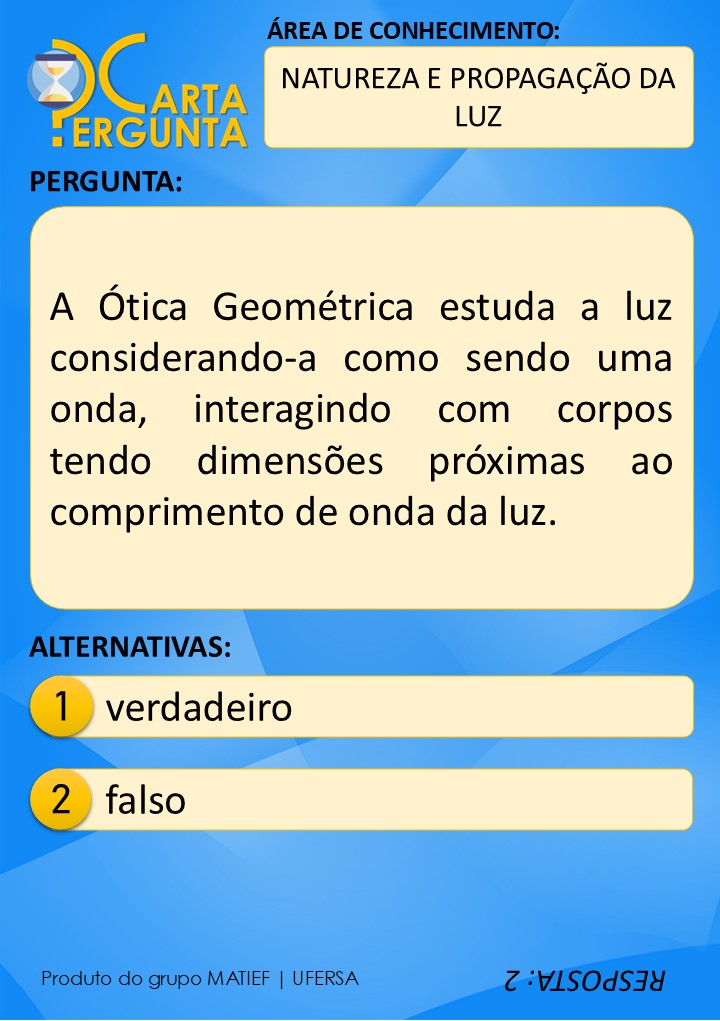 CARTA
PERGUNTA
ÁREA DE CONHECIMENTO:
NATUREZA E PROPAGAÇÃO DA
LUZ
PERGUNTA:
A Ótica Geométrica estuda a luz
considerando-a como sendo uma
onda, interagindo com corpos
tendo dimensões próximas ao
comprimento de onda da luz.
ALTERNATIVAS:
1 verdadeiro
2 falso
Produto do grupo MATIEF | UFERSA
RESPOSTA: 2